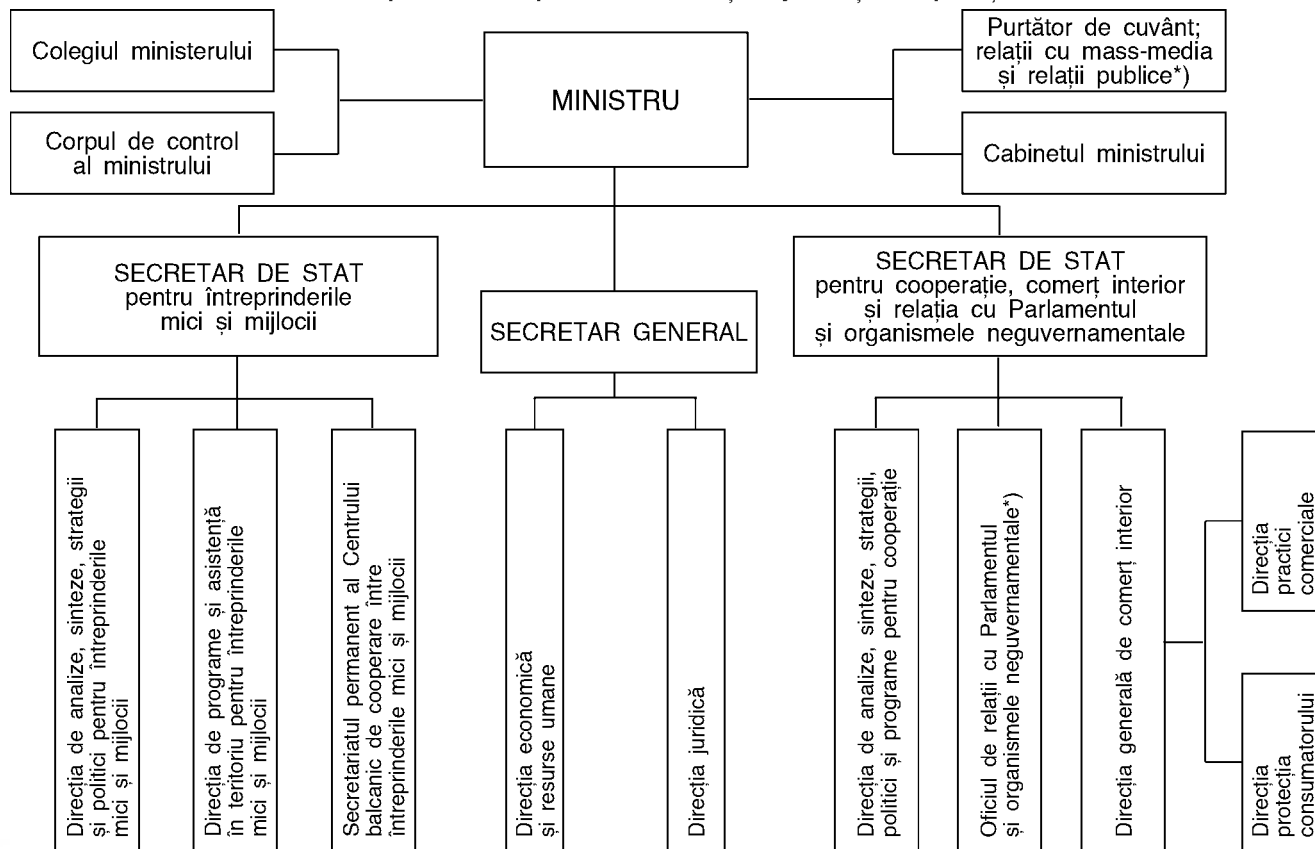 Colegiul ministerului
Corpul de control
al ministrului
MINISTRU
Purtător de cuvânt;
relații cu mass-media
și relații publice*)
Cabinetul ministrului
SECRETAR DE STAT
pentru întreprinderile
mici și mijlocii
SECRETAR GENERAL
SECRETAR DE STAT
pentru cooperație, comerț interior
și relația cu Parlamentul
și organismele neguvernamentale
Direcția de analize, sinteze, strategii
și politici pentru întreprinderile
mici și mijlocii
Direcția de programe și asistență
în teritoriu pentru întreprinderile
mici și mijlocii
Secretariatul permanent al Centrului
balcanic de cooperare între
întreprinderile mici și mijlocii
Direcția economică
și resurse umane
Direcția juridică
Direcția de analize, sinteze, strategii,
politici și programe pentru cooperație
Oficiul de relații cu Parlamentul
și organismele neguvernamentale*)
Direcția generală de comerț interior
Direcția
practici
comerciale
Direcția
protecția
consumatorului